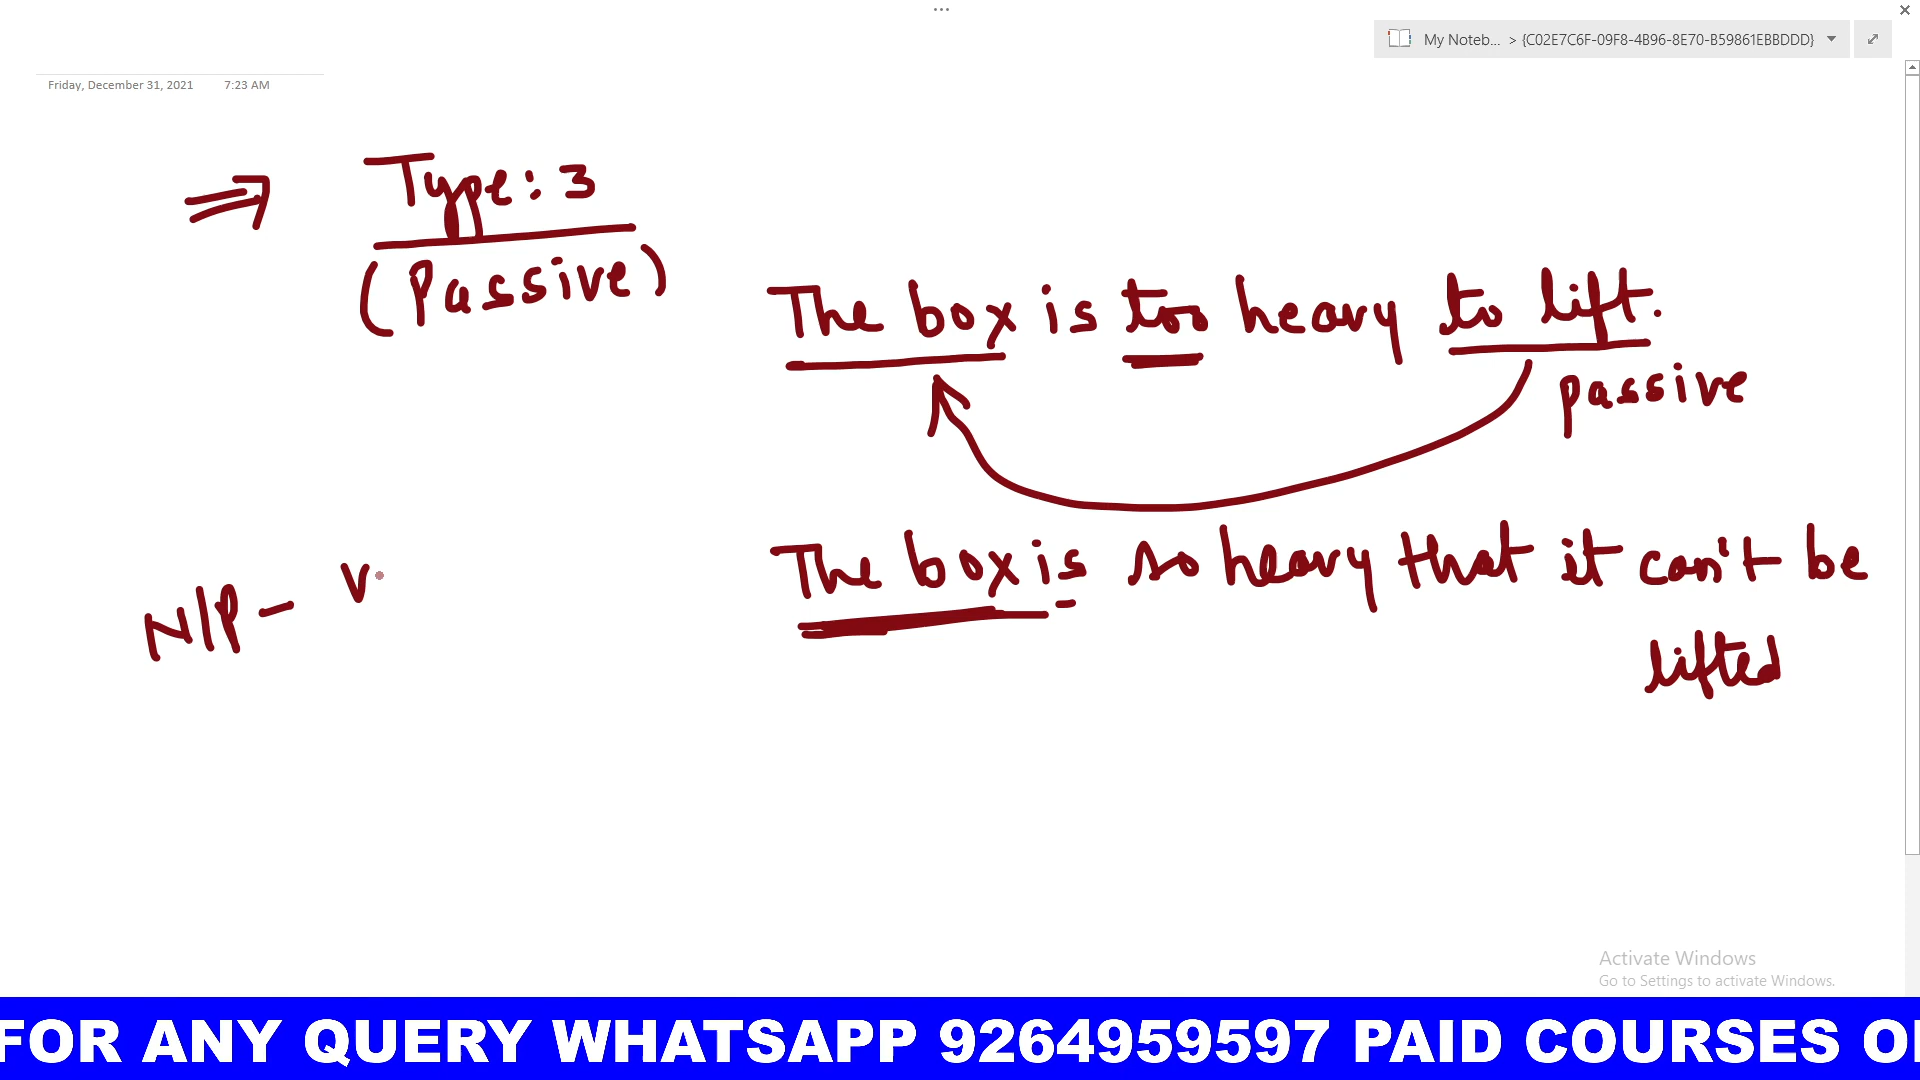 ...
My Noteb... > {C02E7C6F-09F8-4B96-8E70-B59861EBBDDD}
Friday, December 31, 2021 7:23 AM
⇒ Type: 3
(Passive)
The box is too heavy to lift.
passive
The box is so heavy that it can't be
lifted
N/P - V
Activate Windows
Go to Settings to activate Windows.
FOR ANY QUERY WHATSAPP 9264959597 PAID COURSES